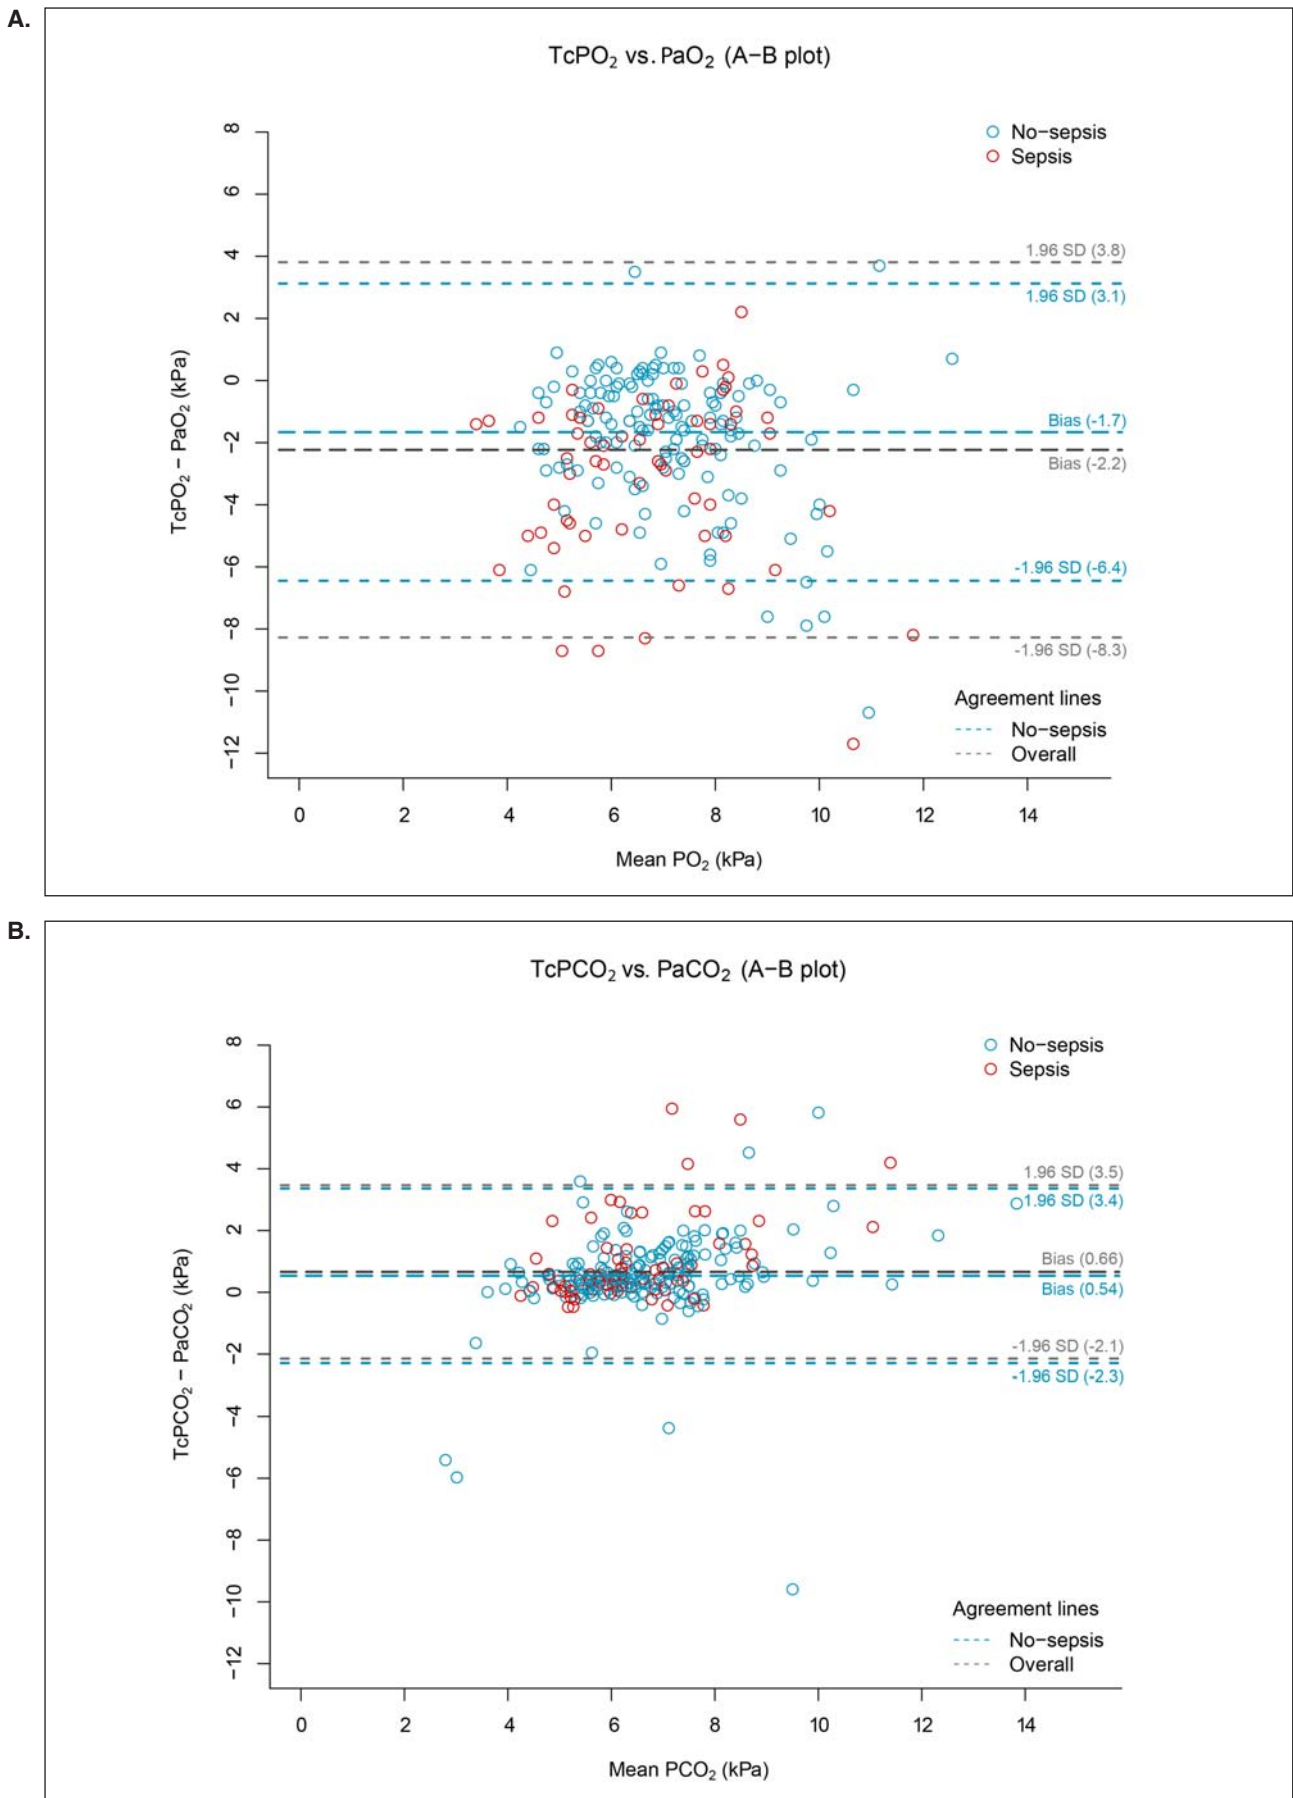 A.
TcPO₂ vs. PaO₂ (A−B plot)
No−sepsis
Sepsis
8
6
4
2
0
−2
−4
−6
−8
−10
−12
TcPO₂ − PaO₂ (kPa)
1.96 SD (3.8)
1.96 SD (3.1)
Bias (-1.7)
Bias (-2.2)
-1.96 SD (-6.4)
-1.96 SD (-8.3)
Agreement lines
No−sepsis
Overall
0 2 4 6 8 10 12 14
Mean PO₂ (kPa)
B.
TcPCO₂ vs. PaCO₂ (A−B plot)
No−sepsis
Sepsis
8
6
4
2
0
−2
−4
−6
−8
−10
−12
TcPCO₂ − PaCO₂ (kPa)
1.96 SD (3.5)
1.96 SD (3.4)
Bias (0.66)
Bias (0.54)
-1.96 SD (-2.1)
-1.96 SD (-2.3)
Agreement lines
No−sepsis
Overall
0 2 4 6 8 10 12 14
Mean PCO₂ (kPa)